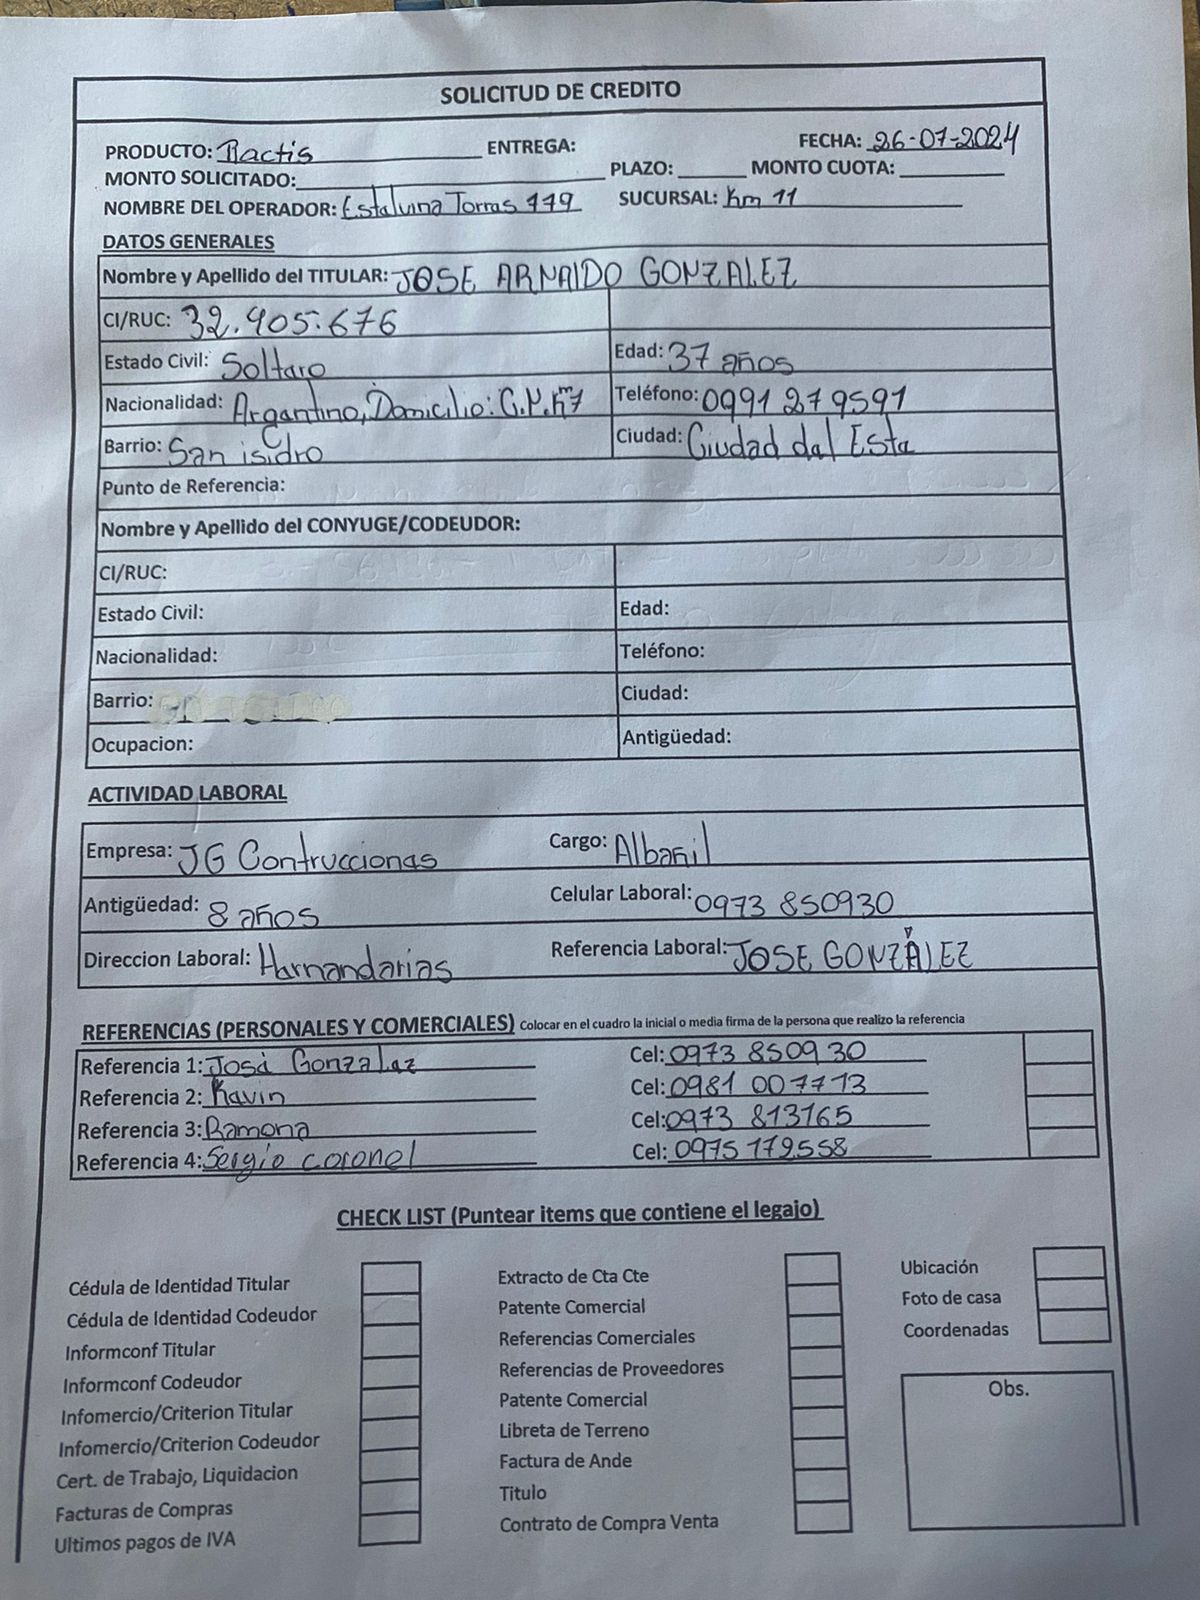 SOLICITUD DE CREDITO
PRODUCTO: Ractis ENTREGA: FECHA: 26-07-2024
MONTO SOLICITADO: PLAZO: MONTO CUOTA:
NOMBRE DEL OPERADOR: Estalvina Torras 119 SUCURSAL: Km 11
DATOS GENERALES
Nombre y Apellido del TITULAR: JOSE ARNALDO GONZALEZ
CI/RUC: 32.905.676
Estado Civil: Soltaro Edad: 37 años
Nacionalidad: Argantino, Domicilio: C.P. Km7 Teléfono: 0991 279591
Barrio: San isidro Ciudad: Ciudad dal Esta
Punto de Referencia:
Nombre y Apellido del CONYUGE/CODEUDOR:
CI/RUC:
Estado Civil: Edad:
Nacionalidad: Teléfono:
Barrio: Ciudad:
Ocupacion: Antigüedad:
ACTIVIDAD LABORAL
Empresa: JG Contruccionas Cargo: Albañil
Antigüedad: 8 años Celular Laboral: 0973 850930
Direccion Laboral: Harnandarias Referencia Laboral: JOSE GONZALEZ
REFERENCIAS (PERSONALES Y COMERCIALES) Colocar en el cuadro la inicial o media firma de la persona que realizo la referencia
Referencia 1: José Gonzalaz Cel: 0973 850930
Referencia 2: Kavin Cel: 0981 007713
Referencia 3: Ramona Cel: 0973 813165
Referencia 4: Sergio coronel Cel: 0975 179558
CHECK LIST (Puntear items que contiene el legajo)
Cédula de Identidad Titular Extracto de Cta Cte Ubicación
Cédula de Identidad Codeudor Patente Comercial Foto de casa
Informconf Titular Referencias Comerciales Coordenadas
Informconf Codeudor Referencias de Proveedores Obs.
Infomercio/Criterion Titular Patente Comercial
Infomercio/Criterion Codeudor Libreta de Terreno
Cert. de Trabajo, Liquidacion Factura de Ande
Facturas de Compras Titulo
Ultimos pagos de IVA Contrato de Compra Venta